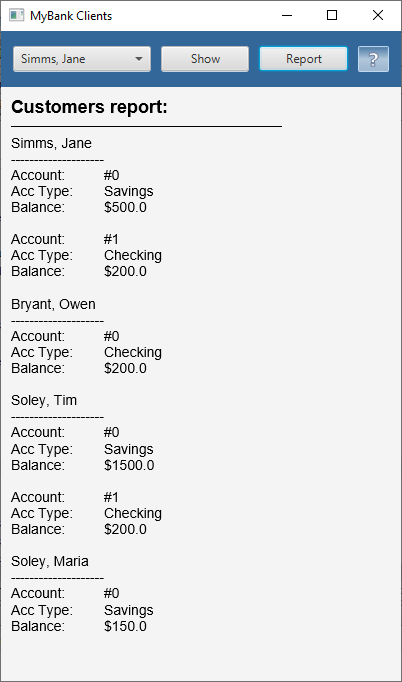 MyBank Clients
Simms, Jane Show Report ?
Customers report:
Simms, Jane
--------------------
Account: #0
Acc Type: Savings
Balance: $500.0
Account: #1
Acc Type: Checking
Balance: $200.0
Bryant, Owen
--------------------
Account: #0
Acc Type: Checking
Balance: $200.0
Soley, Tim
--------------------
Account: #0
Acc Type: Savings
Balance: $1500.0
Account: #1
Acc Type: Checking
Balance: $200.0
Soley, Maria
--------------------
Account: #0
Acc Type: Savings
Balance: $150.0